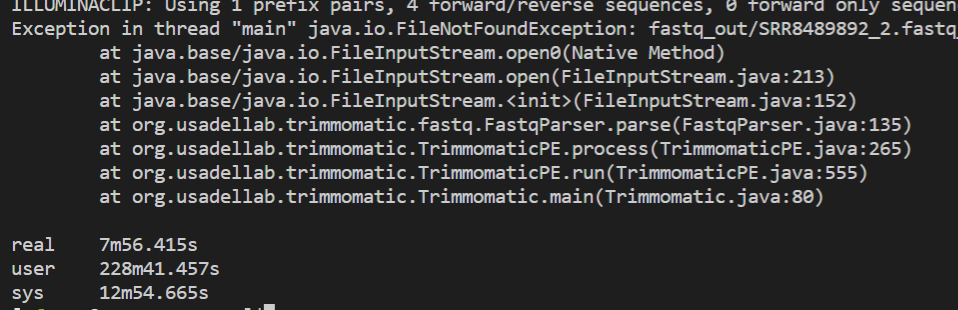 ILLUMINACLIP: Using 1 prefix pairs, 4 forward/reverse sequences, 0 forward only sequen
Exception in thread "main" java.io.FileNotFoundException: fastq_out/SRR8489892_2.fastq_
at java.base/java.io.FileInputStream.open0(Native Method)
at java.base/java.io.FileInputStream.open(FileInputStream.java:213)
at java.base/java.io.FileInputStream.<init>(FileInputStream.java:152)
at org.usadellab.trimmomatic.fastq.FastqParser.parse(FastqParser.java:135)
at org.usadellab.trimmomatic.TrimmomaticPE.process(TrimmomaticPE.java:265)
at org.usadellab.trimmomatic.TrimmomaticPE.run(TrimmomaticPE.java:555)
at org.usadellab.trimmomatic.Trimmomatic.main(Trimmomatic.java:80)
real 7m56.415s
user 228m41.457s
sys 12m54.665s